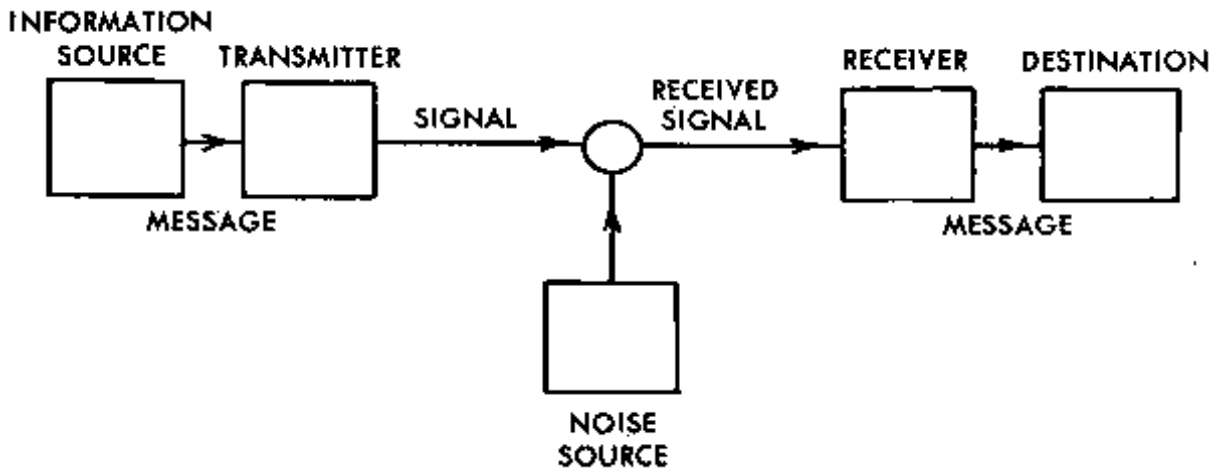 INFORMATION
SOURCE
TRANSMITTER
SIGNAL
RECEIVED
SIGNAL
RECEIVER
DESTINATION
MESSAGE
MESSAGE
NOISE
SOURCE